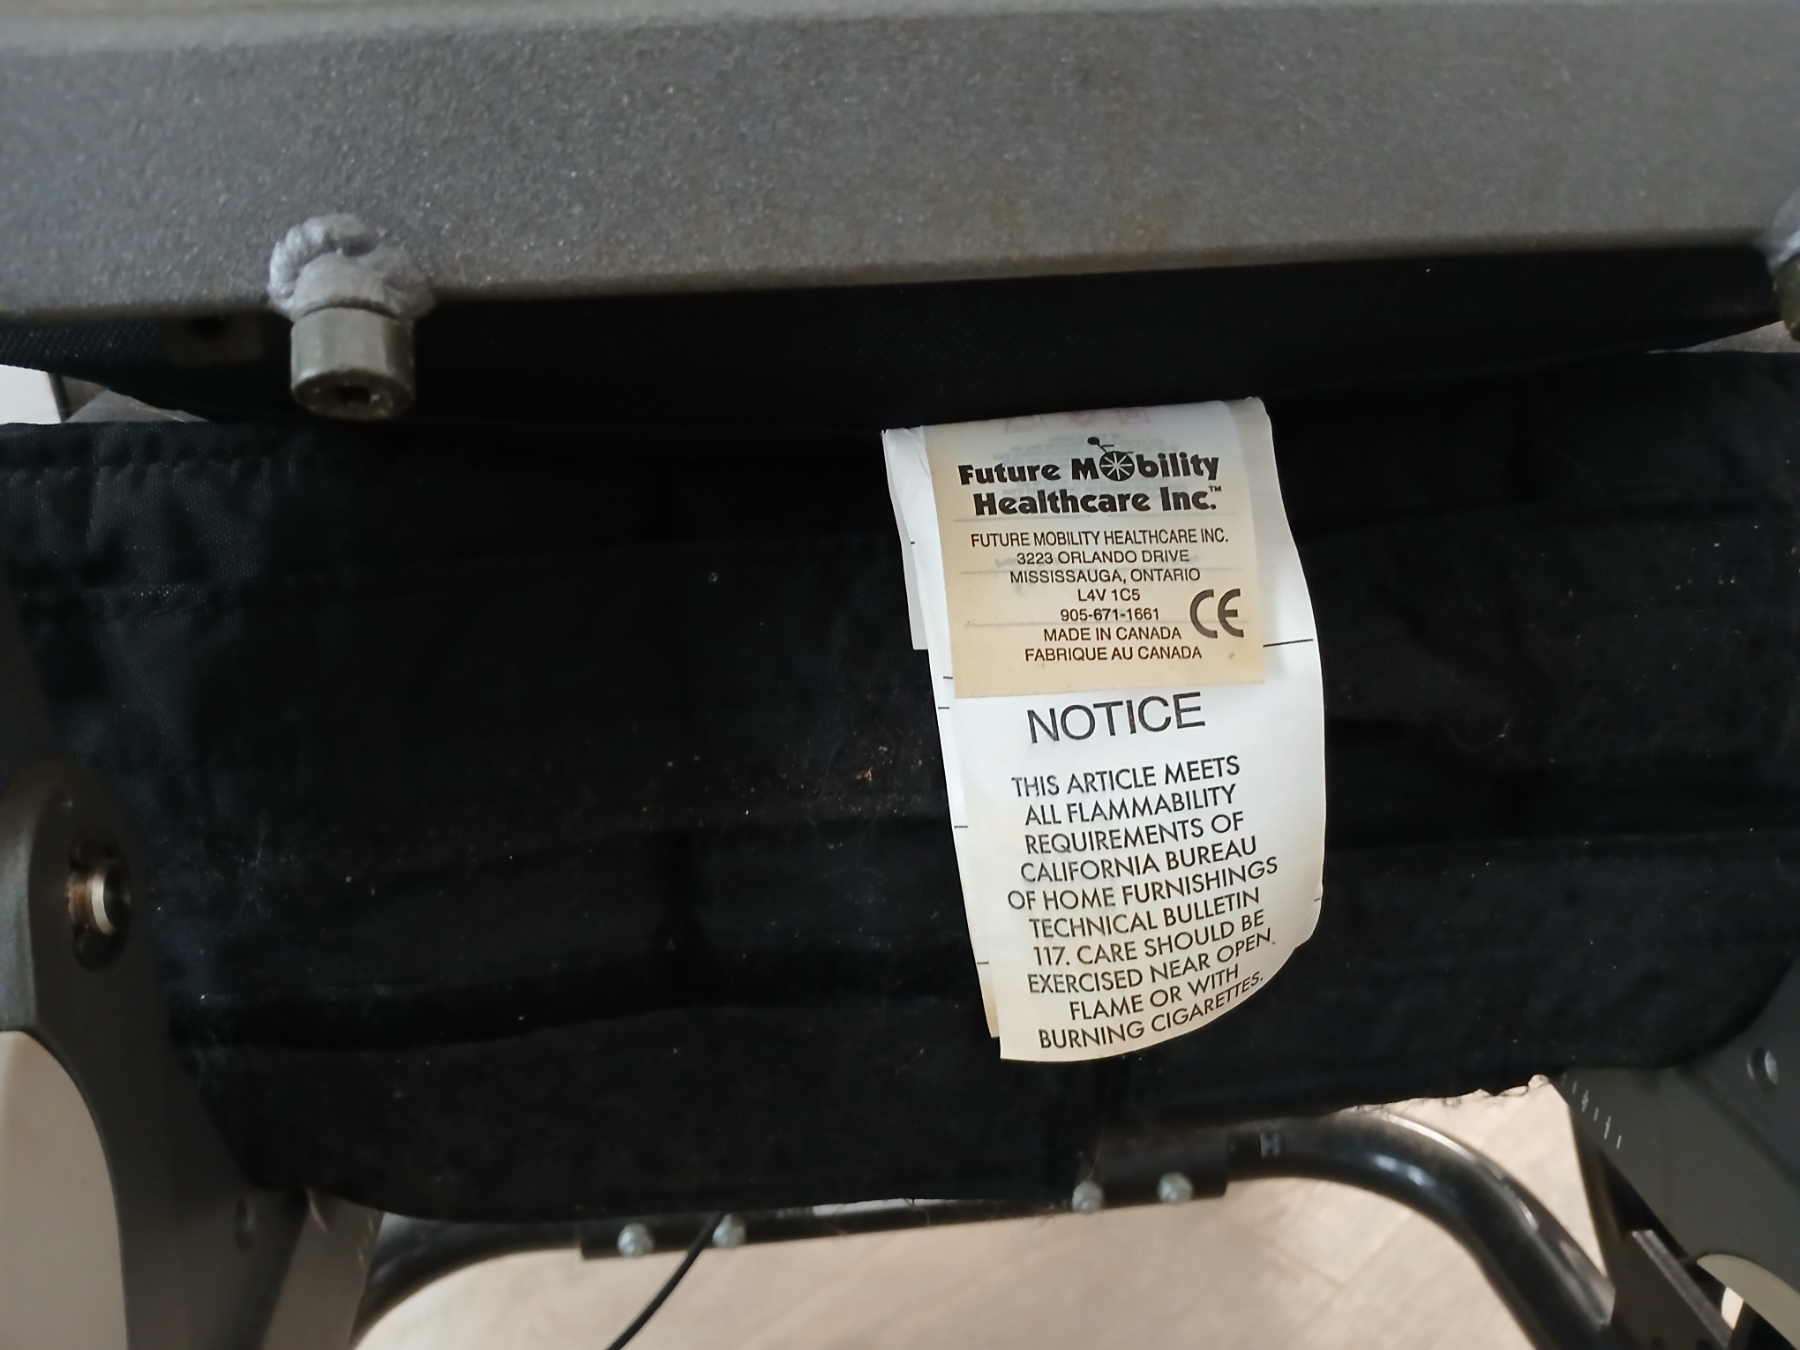 Future Mobility
Healthcare Inc.™
FUTURE MOBILITY HEALTHCARE INC.
3223 ORLANDO DRIVE
MISSISSAUGA, ONTARIO
L4V 1C5
905-671-1661
MADE IN CANADA
FABRIQUE AU CANADA
CE
NOTICE
THIS ARTICLE MEETS
ALL FLAMMABILITY
REQUIREMENTS OF
CALIFORNIA BUREAU
OF HOME FURNISHINGS
TECHNICAL BULLETIN
117. CARE SHOULD BE
EXERCISED NEAR OPEN
FLAME OR WITH
BURNING CIGARETTES.